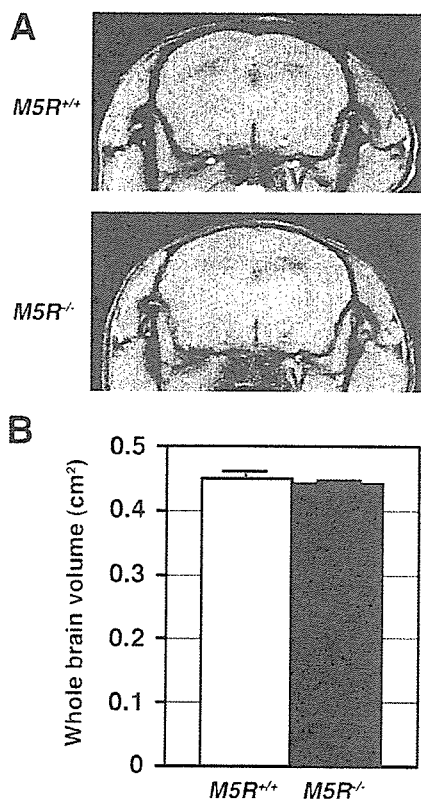 A
M5R+/+
M5R-/-
B
Whole brain volume (cm²)
0.5
0.4
0.3
0.2
0.1
0
M5R+/+ M5R-/-